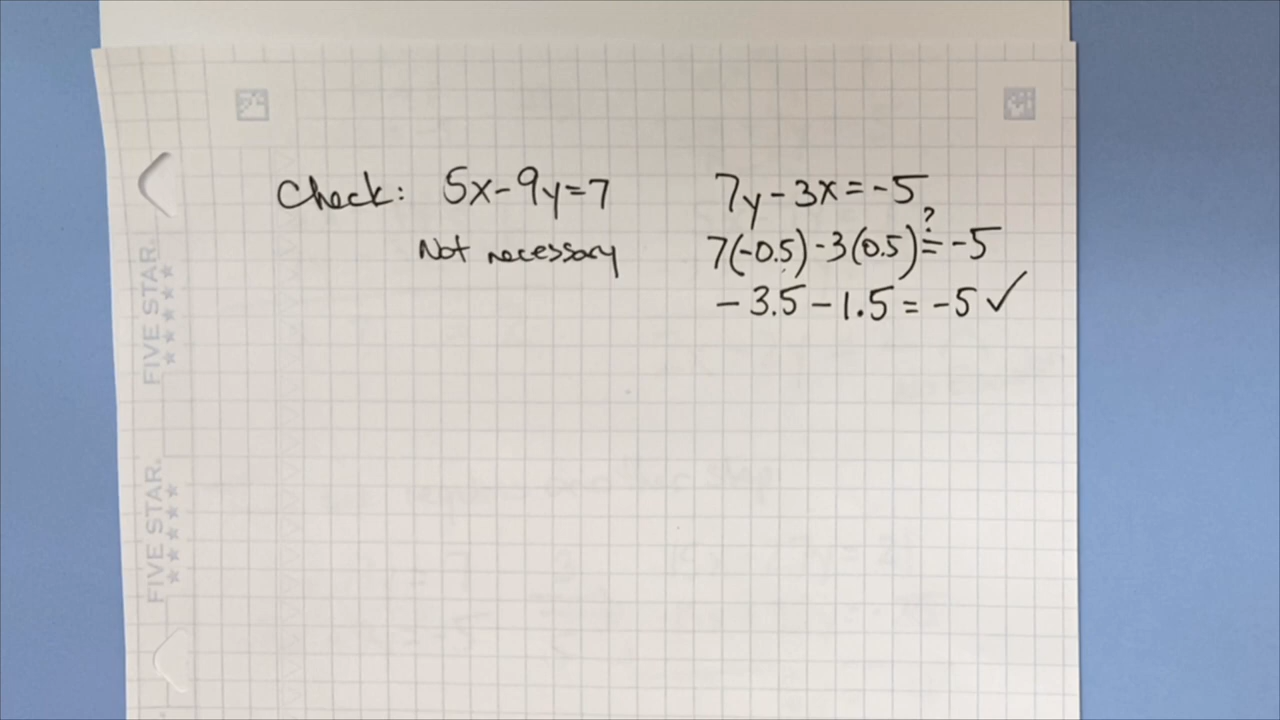 Check: 5x-9y=7
Not necessary
7y-3x=-5
7(-0.5)-3(0.5)≟-5
-3.5-1.5=-5✓
FIVE STAR.
FIVE STAR.